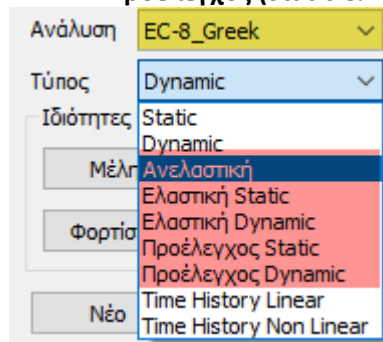 Ανάλυση EC-8_Greek
Τύπος Dynamic
Ιδιότητες Static
Dynamic
Ανελαστική
Ελαστική Static
Ελαστική Dynamic
Προέλεγχος Static
Προέλεγχος Dynamic
Time History Linear
Νέο Time History Non Linear